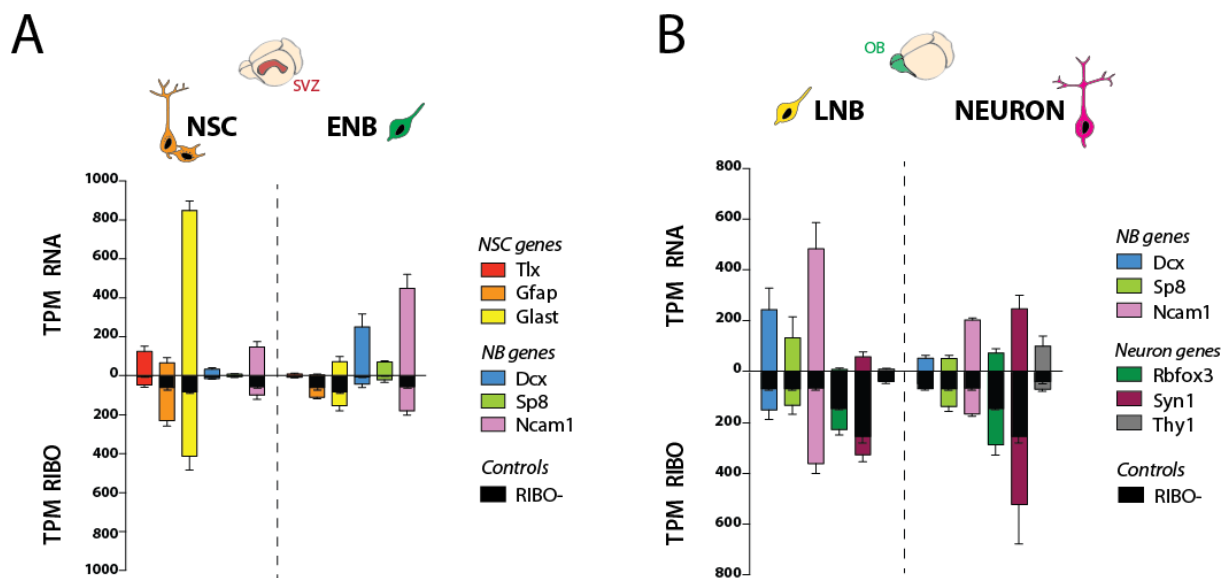 A
SVZ
NSC
ENB
TPM RNA
TPM RIBO
1000
800
600
400
200
0
200
400
600
800
1000
NSC genes
Tlx
Gfap
Glast
NB genes
Dcx
Sp8
Ncam1
Controls
RIBO-
B
OB
LNB
NEURON
TPM RNA
TPM RIBO
800
600
400
200
0
200
400
600
800
NB genes
Dcx
Sp8
Ncam1
Neuron genes
Rbfox3
Syn1
Thy1
Controls
RIBO-